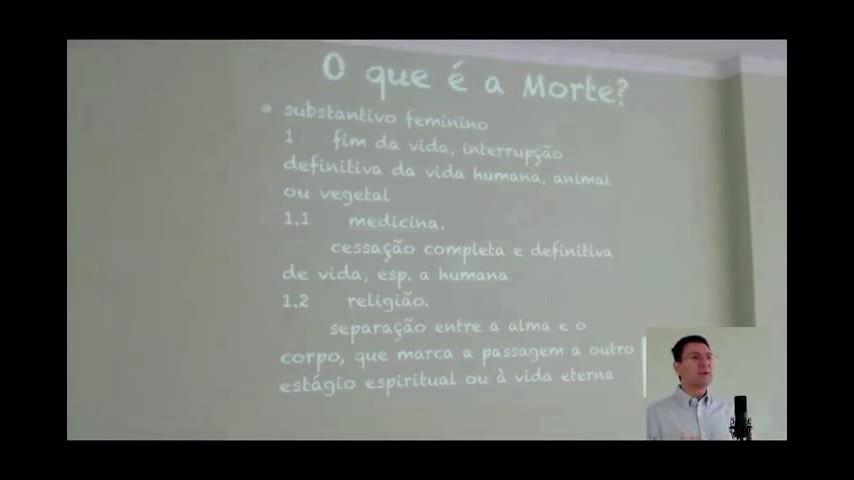 O que é a Morte?
substantivo feminino
1 fim da vida, interrupção
definitiva da vida humana, animal
ou vegetal
1.1 medicina.
cessação completa e definitiva
de vida, esp. a humana
1.2 religião.
separação entre a alma e o
corpo, que marca a passagem a outro
estágio espiritual ou à vida eterna